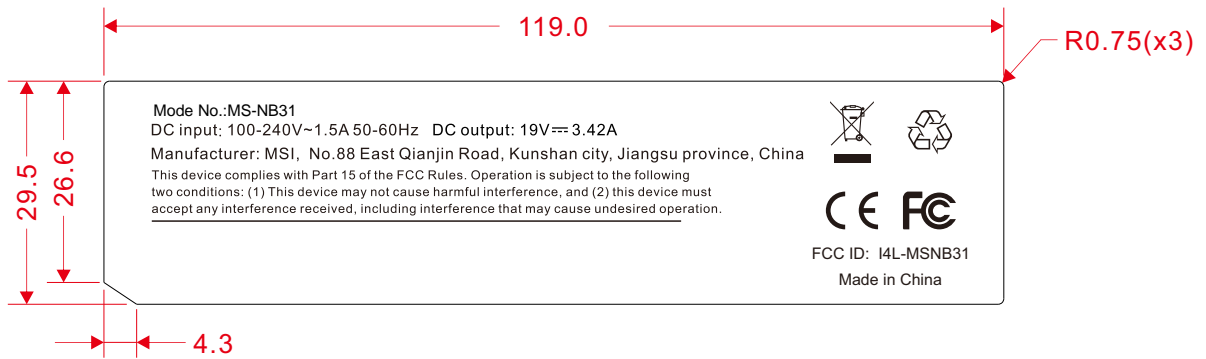 119.0
R0.75(x3)
29.5
26.6
Mode No.:MS-NB31
DC input: 100-240V~1.5A 50-60Hz DC output: 19V⎓3.42A
Manufacturer: MSI, No.88 East Qianjin Road, Kunshan city, Jiangsu province, China
This device complies with Part 15 of the FCC Rules. Operation is subject to the following
two conditions: (1) This device may not cause harmful interference, and (2) this device must
accept any interference received, including interference that may cause undesired operation.
CE FC
FCC ID: I4L-MSNB31
Made in China
4.3